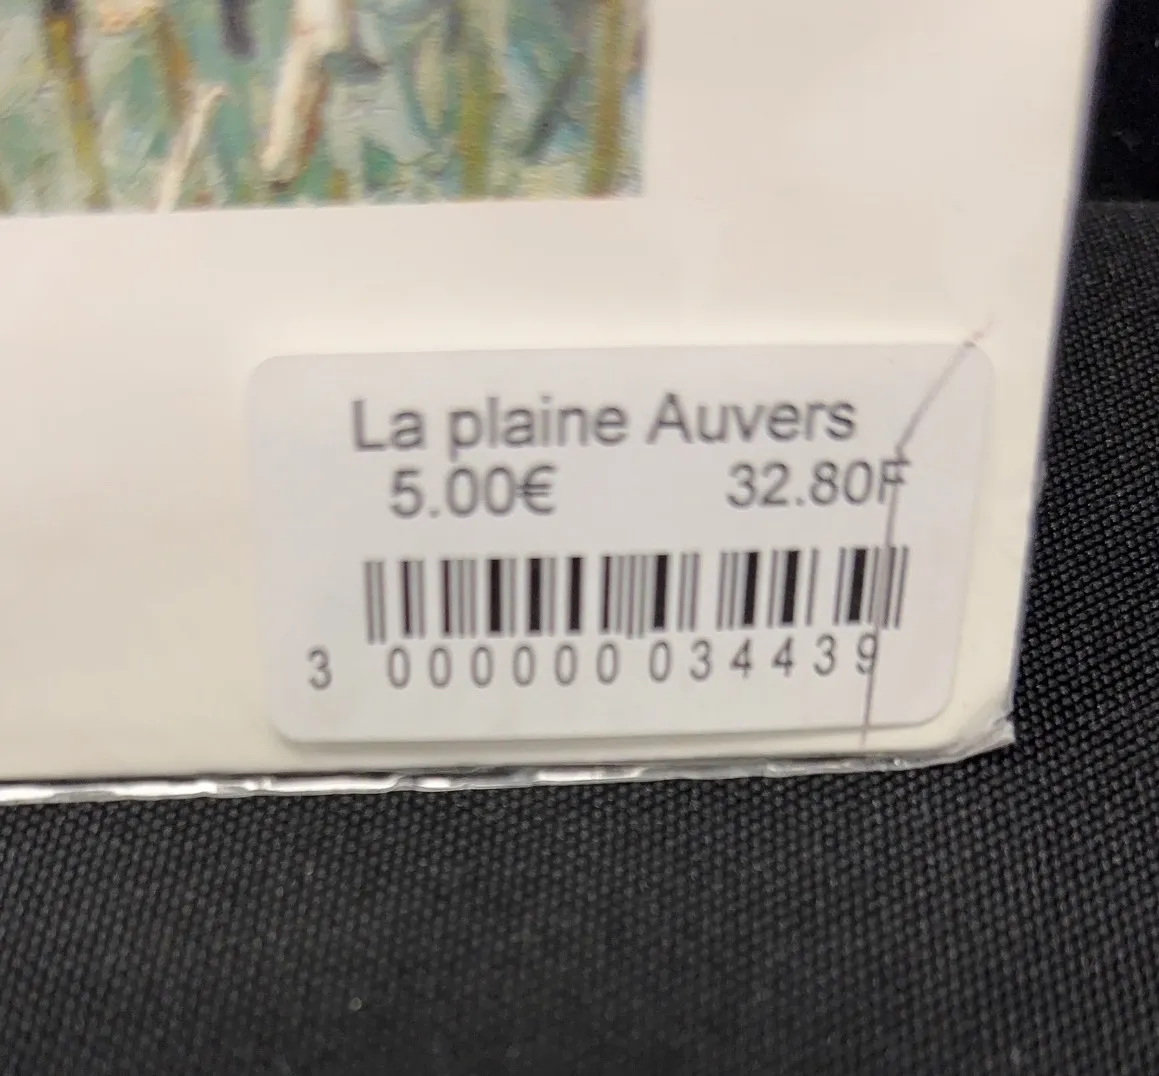 La plaine Auvers
5.00€ 32.80F
3 000000 034439